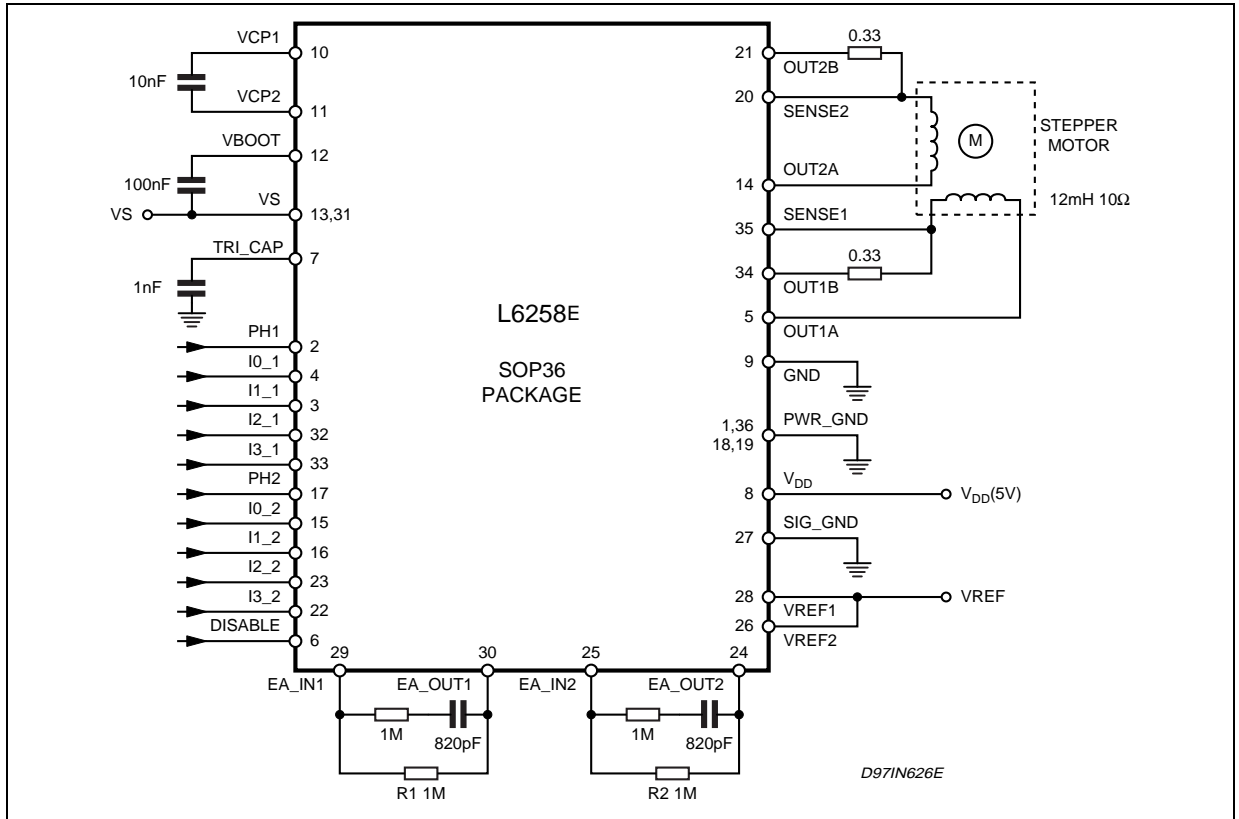 VCP1
10
10nF
VCP2
11
VBOOT
12
100nF
VS
VS
13,31
TRI_CAP
7
1nF
PH1
2
I0_1
4
I1_1
3
I2_1
32
I3_1
33
PH2
17
I0_2
15
I1_2
16
I2_2
23
I3_2
22
DISABLE
6
L6258E
SOP36
PACKAGE
21
0.33
OUT2B
20
SENSE2
M
STEPPER
MOTOR
OUT2A
14
12mH 10Ω
SENSE1
35
0.33
34
OUT1B
5
OUT1A
9
GND
1,36
18,19
PWR_GND
VDD
8
VDD(5V)
SIG_GND
27
28
VREF1
VREF
26
VREF2
29
30
25
24
EA_IN1
EA_OUT1
EA_IN2
EA_OUT2
1M
820pF
1M
820pF
R1 1M
R2 1M
D97IN626E